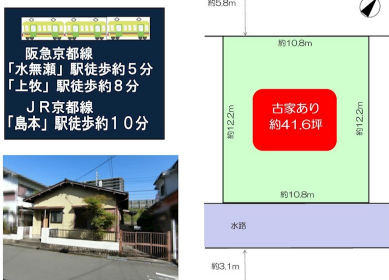 阪急京都線
「水無瀬」駅徒歩約5分
「上牧」駅徒歩約8分
JR京都線
「島本」駅徒歩約10分
約5.8m
約10.8m
約12.2m
古家あり
約41.6坪
約12.2m
約10.8m
水路
約3.1m